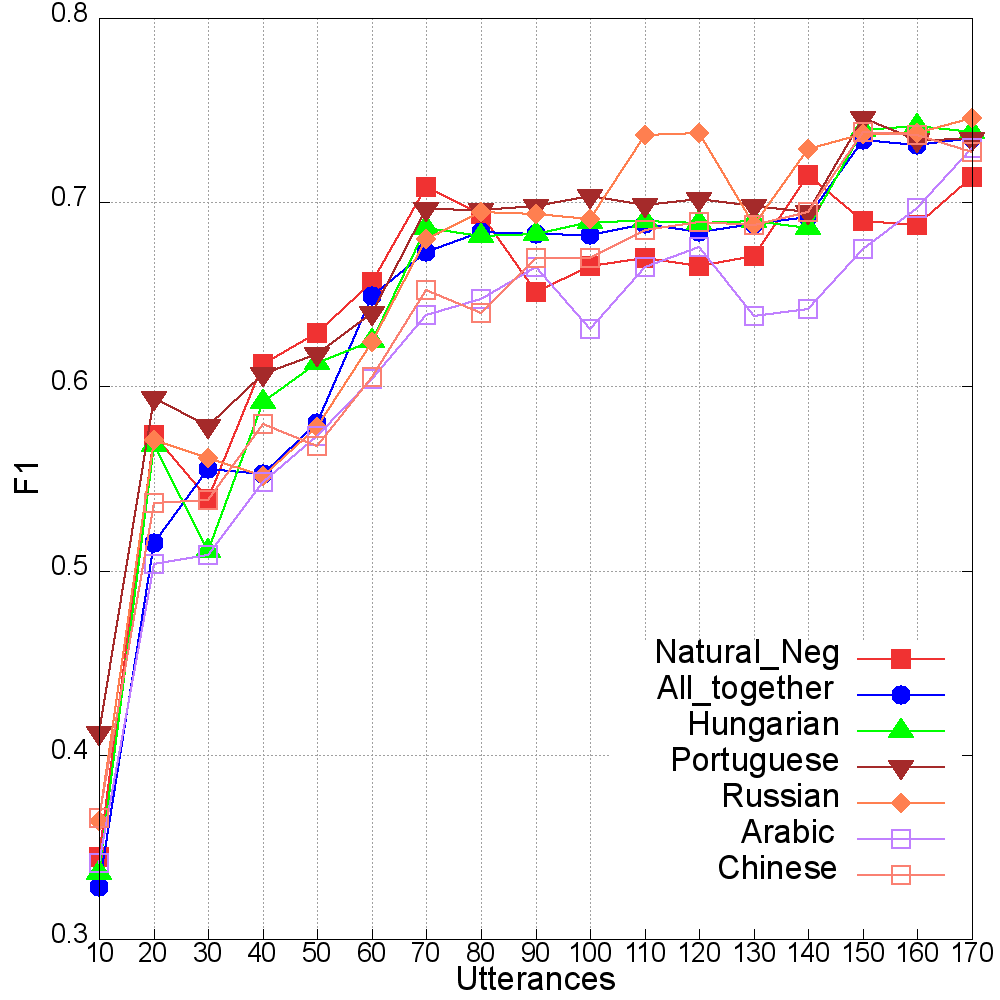 0.8
0.7
0.6
0.5
0.4
0.3
F1
Natural_Neg
All_together
Hungarian
Portuguese
Russian
Arabic
Chinese
10 20 30 40 50 60 70 80 90 100 110 120 130 140 150 160 170
Utterances